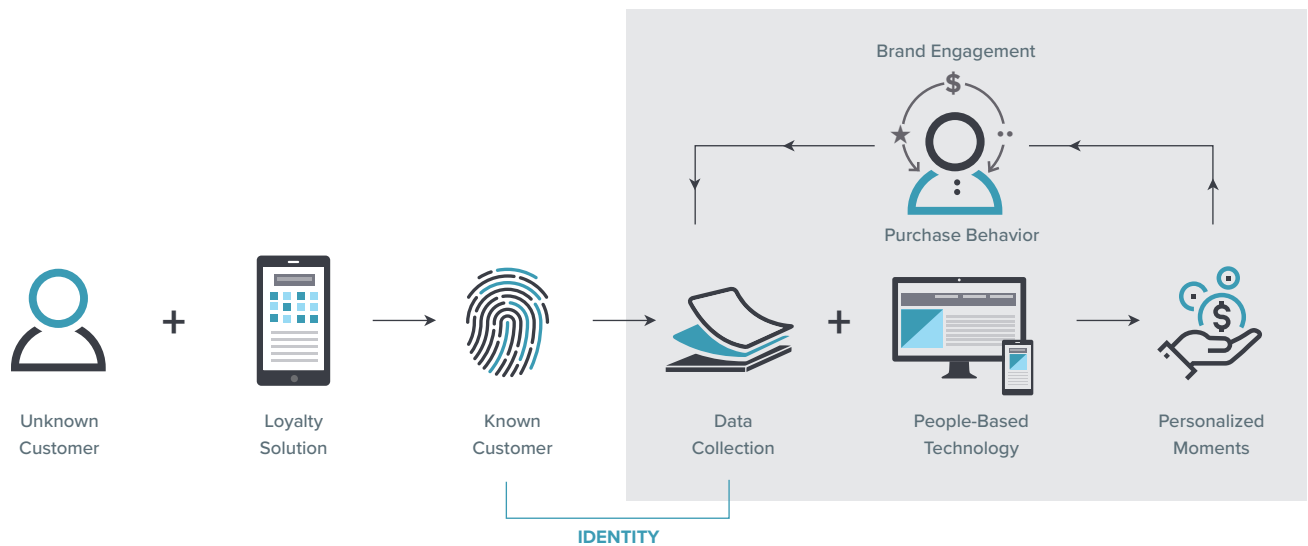 Brand Engagement
$
Purchase Behavior
+
+
$
Unknown
Customer
Loyalty
Solution
Known
Customer
Data
Collection
People-Based
Technology
Personalized
Moments
IDENTITY